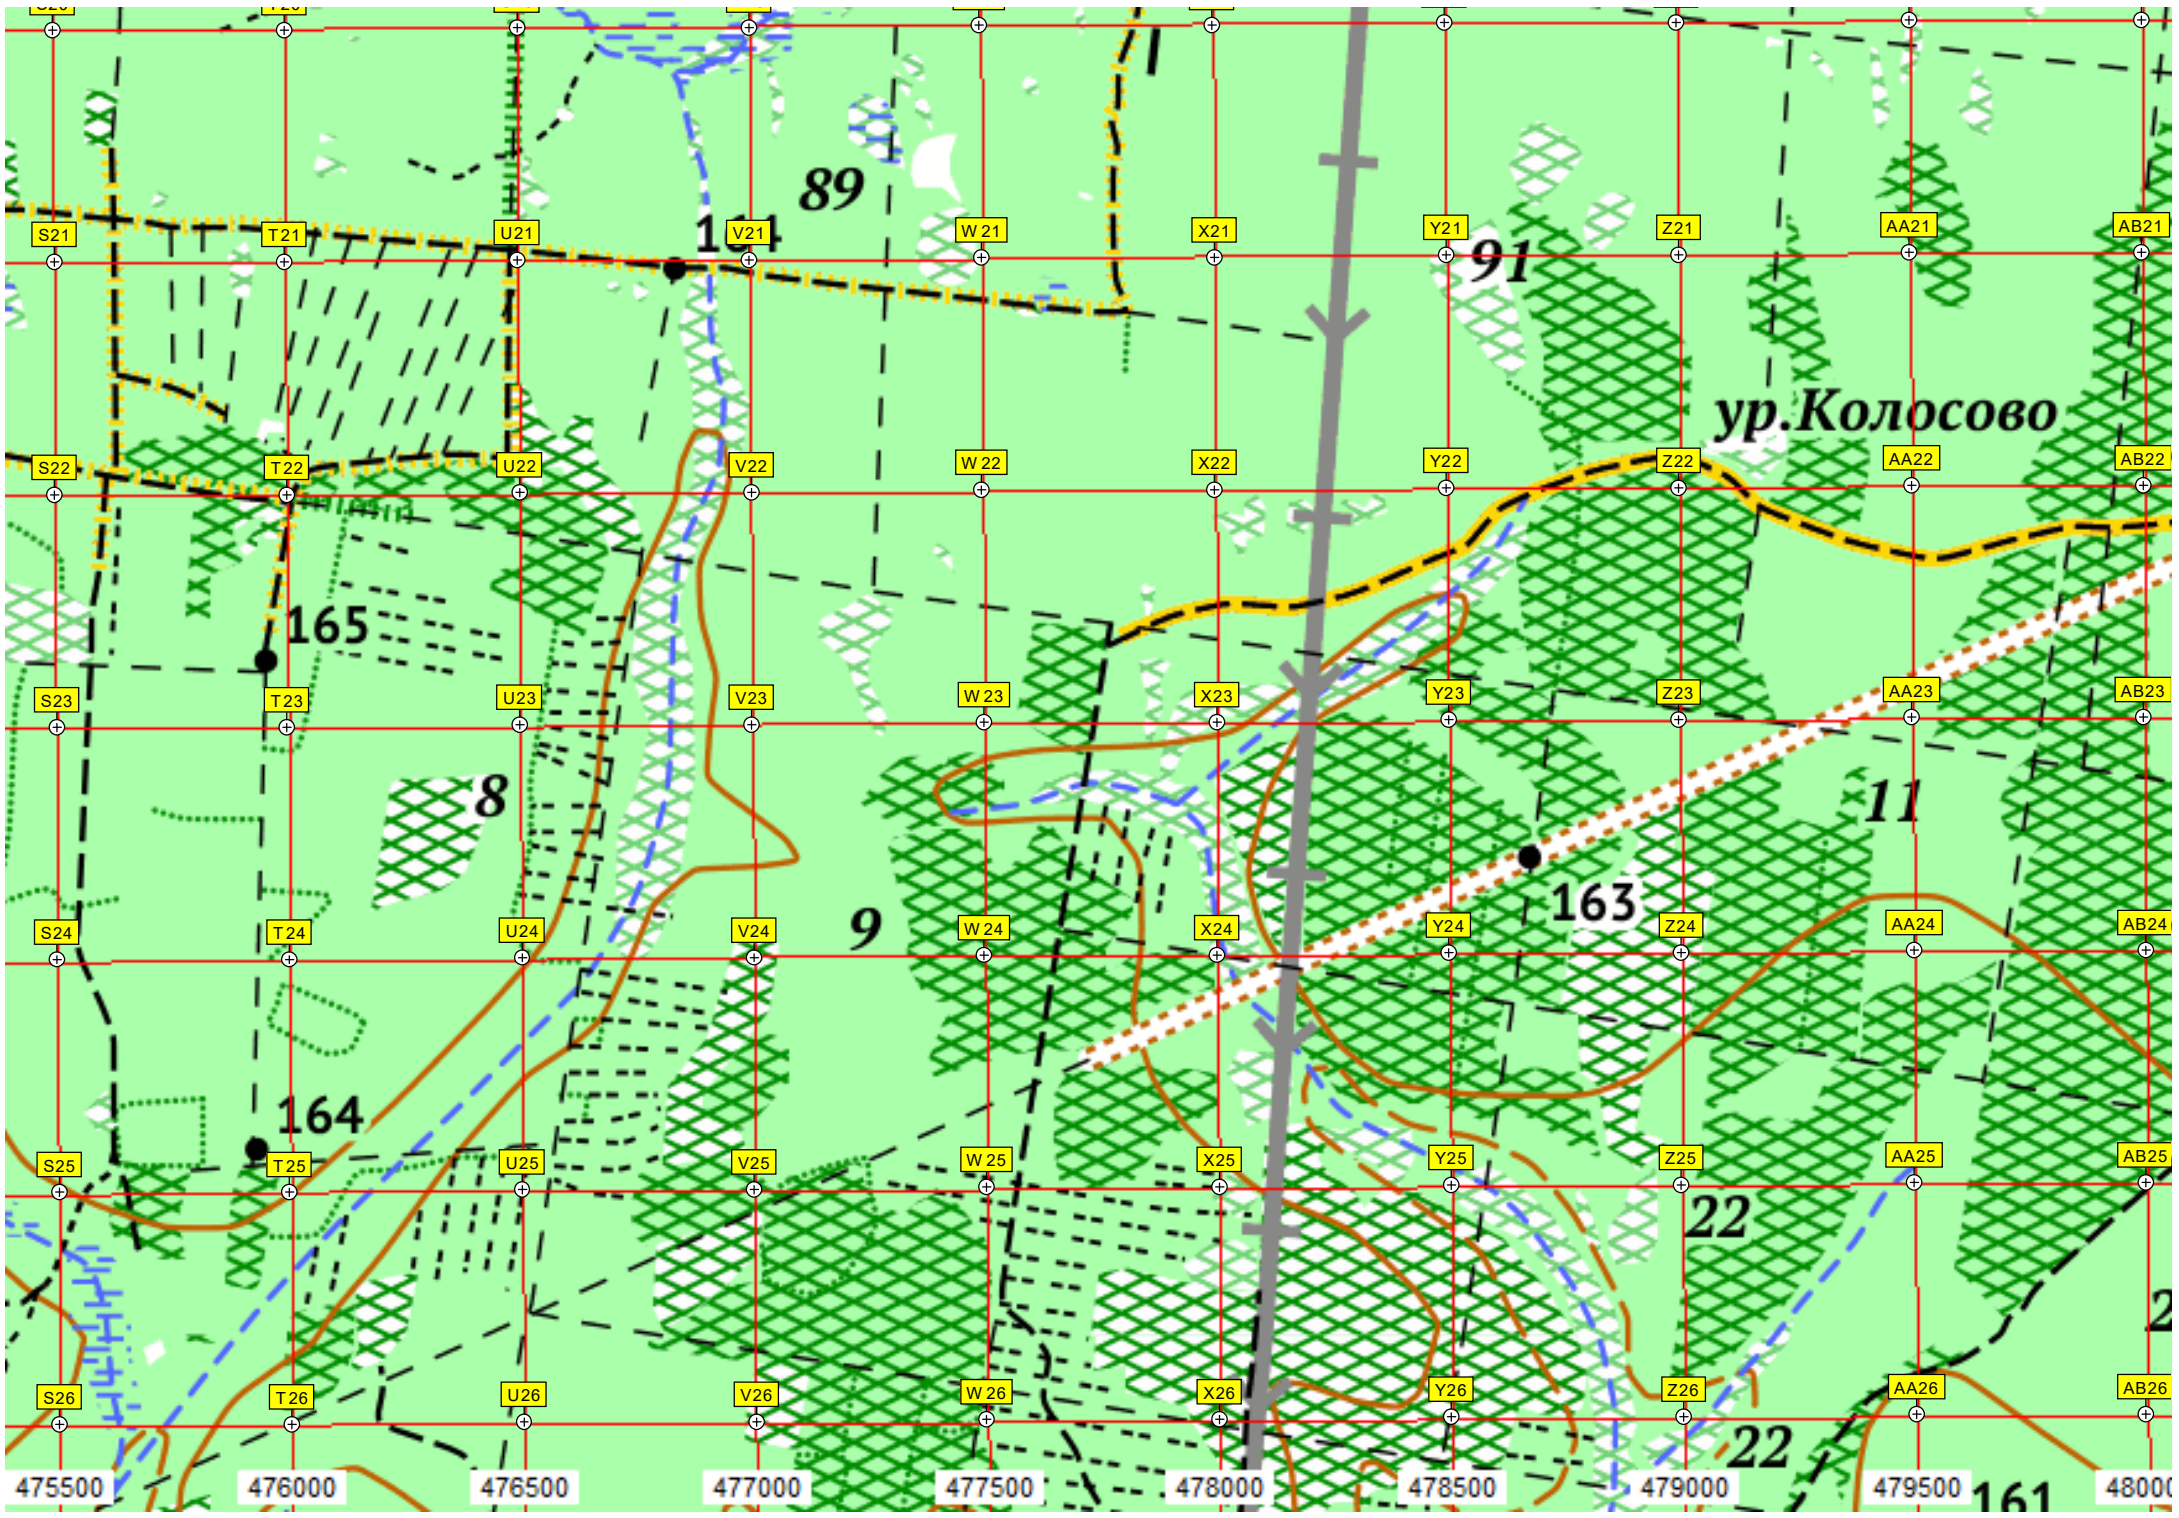 89
164
S21 T21 U21 V21 W21 X21 Y21 Z21 AA21 AB21
91
ур.Колосово
S22 T22 U22 V22 W22 X22 Y22 Z22 AA22 AB22
165
S23 T23 U23 V23 W23 X23 Y23 Z23 AA23 AB23
8
11
163
9
S24 T24 U24 V24 W24 X24 Y24 Z24 AA24 AB24
164
S25 T25 U25 V25 W25 X25 Y25 Z25 AA25 AB25
22
2
S26 T26 U26 V26 W26 X26 Y26 Z26 AA26 AB26
22
475500 476000 476500 477000 477500 478000 478500 479000 479500 161 48000